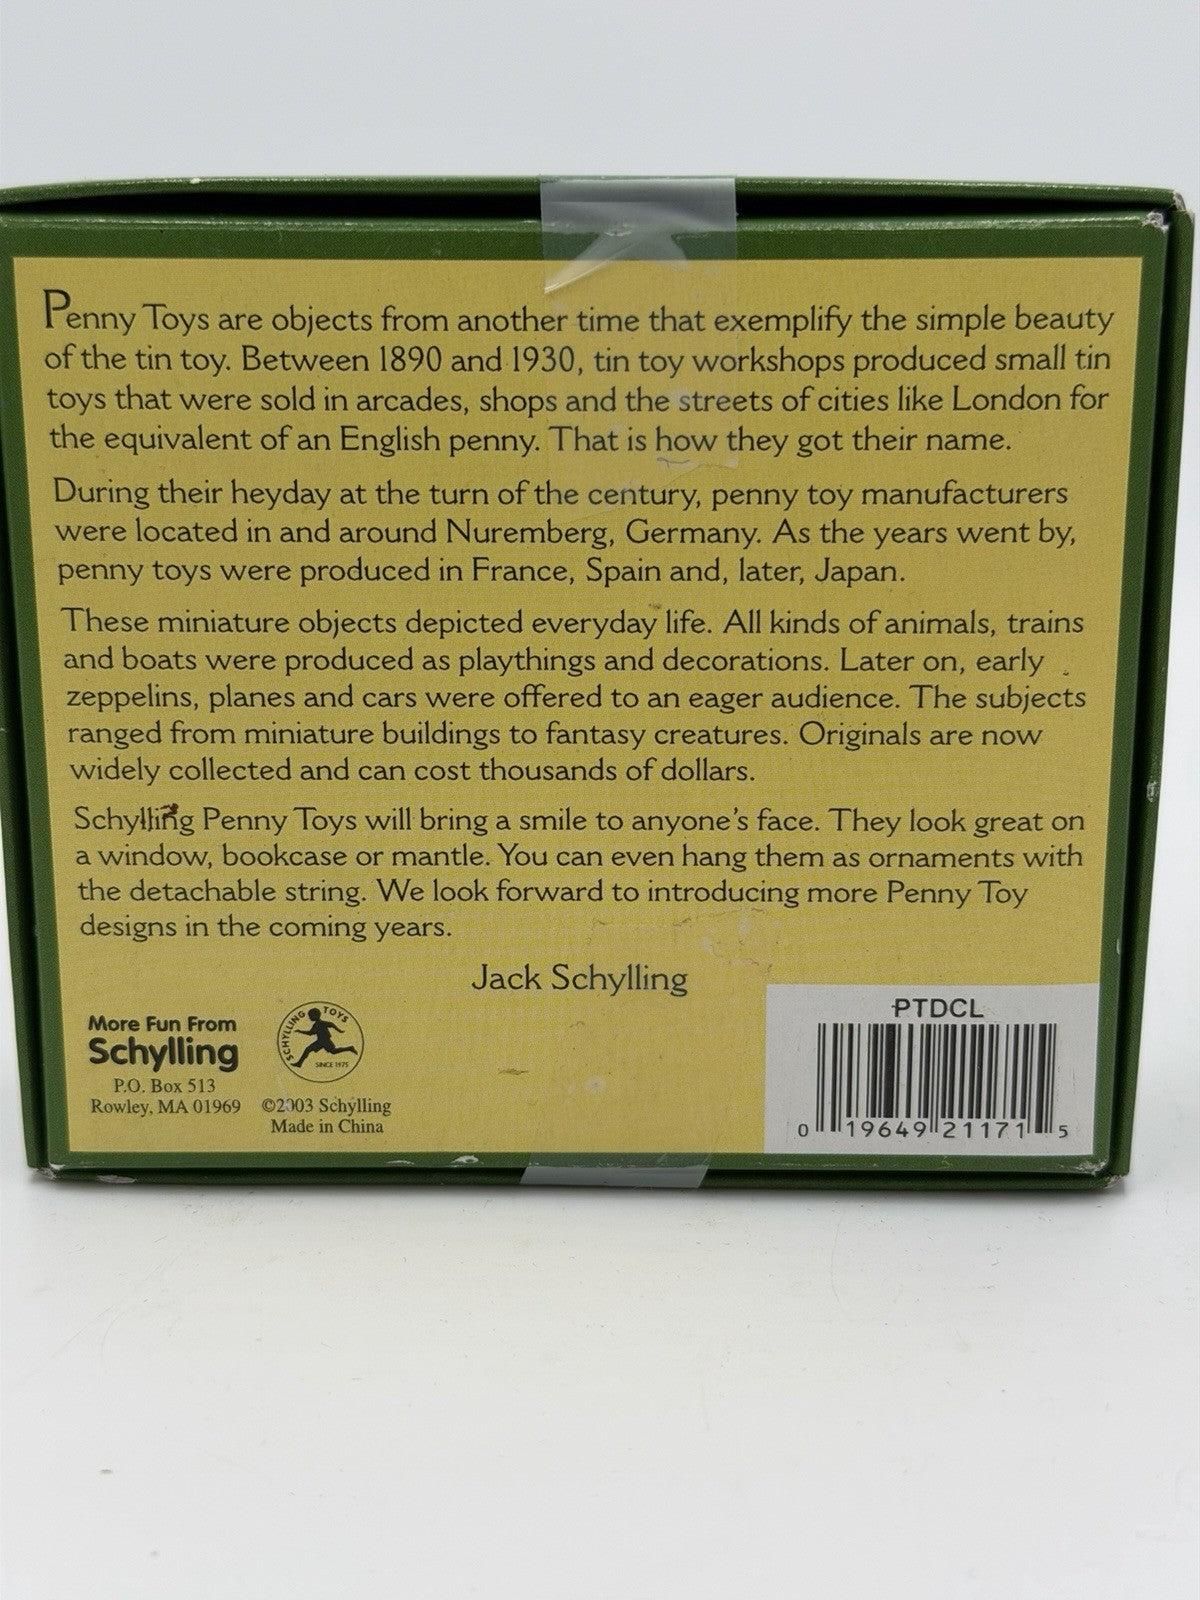 Penny Toys are objects from another time that exemplify the simple beauty
of the tin toy. Between 1890 and 1930, tin toy workshops produced small tin
toys that were sold in arcades, shops and the streets of cities like London for
the equivalent of an English penny. That is how they got their name.
During their heyday at the turn of the century, penny toy manufacturers
were located in and around Nuremberg, Germany. As the years went by,
penny toys were produced in France, Spain and, later, Japan.
These miniature objects depicted everyday life. All kinds of animals, trains
and boats were produced as playthings and decorations. Later on, early
zeppelins, planes and cars were offered to an eager audience. The subjects
ranged from miniature buildings to fantasy creatures. Originals are now
widely collected and can cost thousands of dollars.
Schylling Penny Toys will bring a smile to anyone's face. They look great on
a window, bookcase or mantle. You can even hang them as ornaments with
the detachable string. We look forward to introducing more Penny Toy
designs in the coming years.
Jack Schylling
More Fun From
Schylling
P.O. Box 513
Rowley, MA 01969
SCHYLLING TOYS
SINCE 1975
©2003 Schylling
Made in China
PTDCL
0 19649 21171 5